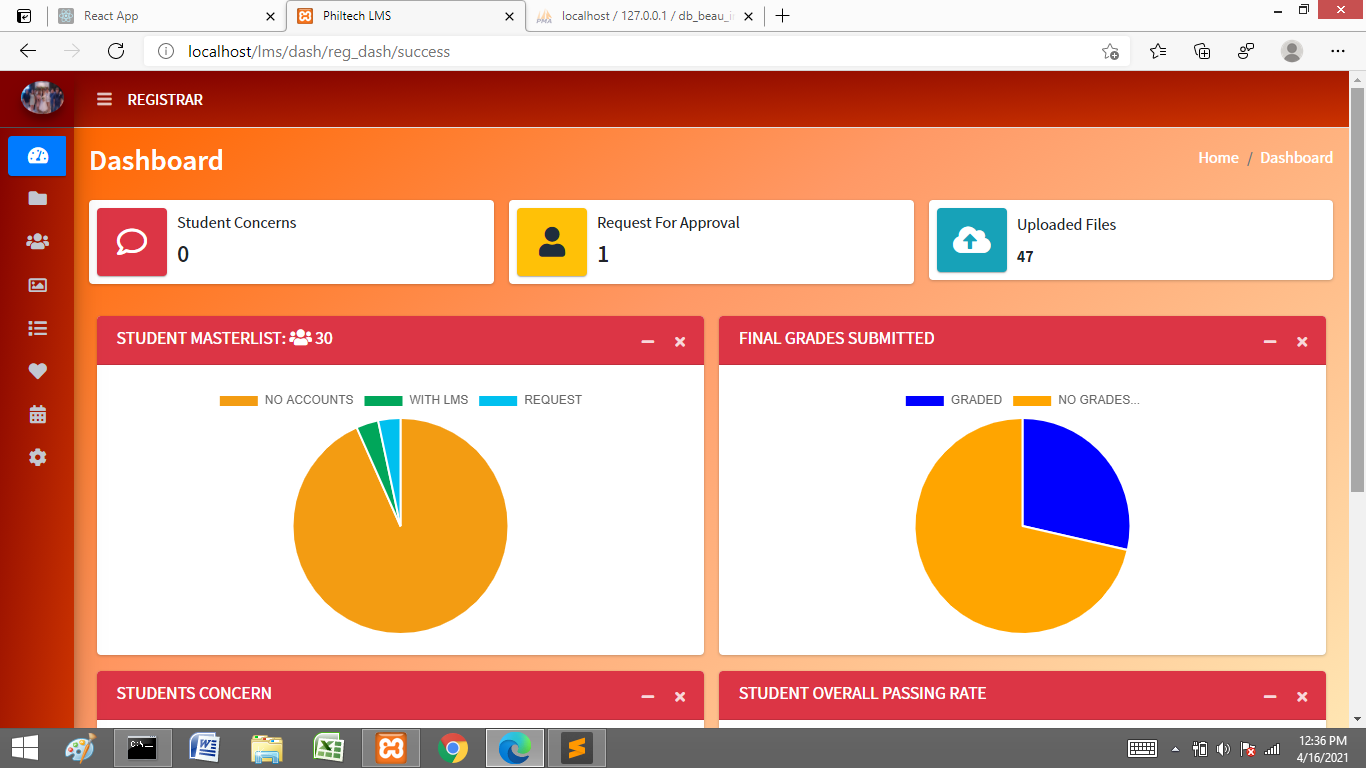 React App
Philtech LMS
localhost / 127.0.0.1 / db_beau_i
localhost/lms/dash/reg_dash/success
REGISTRAR
Dashboard
Home / Dashboard
Student Concerns
0
Request For Approval
1
Uploaded Files
47
STUDENT MASTERLIST: 30
NO ACCOUNTS WITH LMS REQUEST
FINAL GRADES SUBMITTED
GRADED NO GRADES...
STUDENTS CONCERN
STUDENT OVERALL PASSING RATE
12:36 PM
4/16/2021